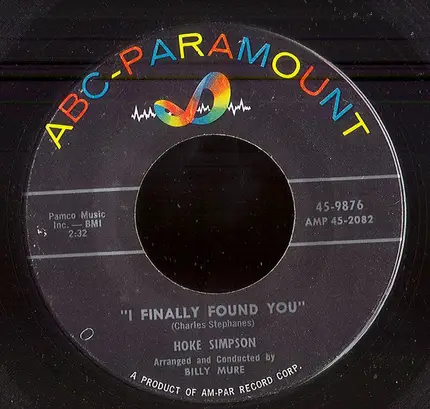 ABC-PARAMOUNT
Pamco Music
Inc. — BMI
2:32
45-9876
AMP 45-2082
"I FINALLY FOUND YOU"
(Charles Stephanes)
HOKE SIMPSON
Arranged and Conducted by
BILLY MURE
A PRODUCT OF AM-PAR RECORD CORP.